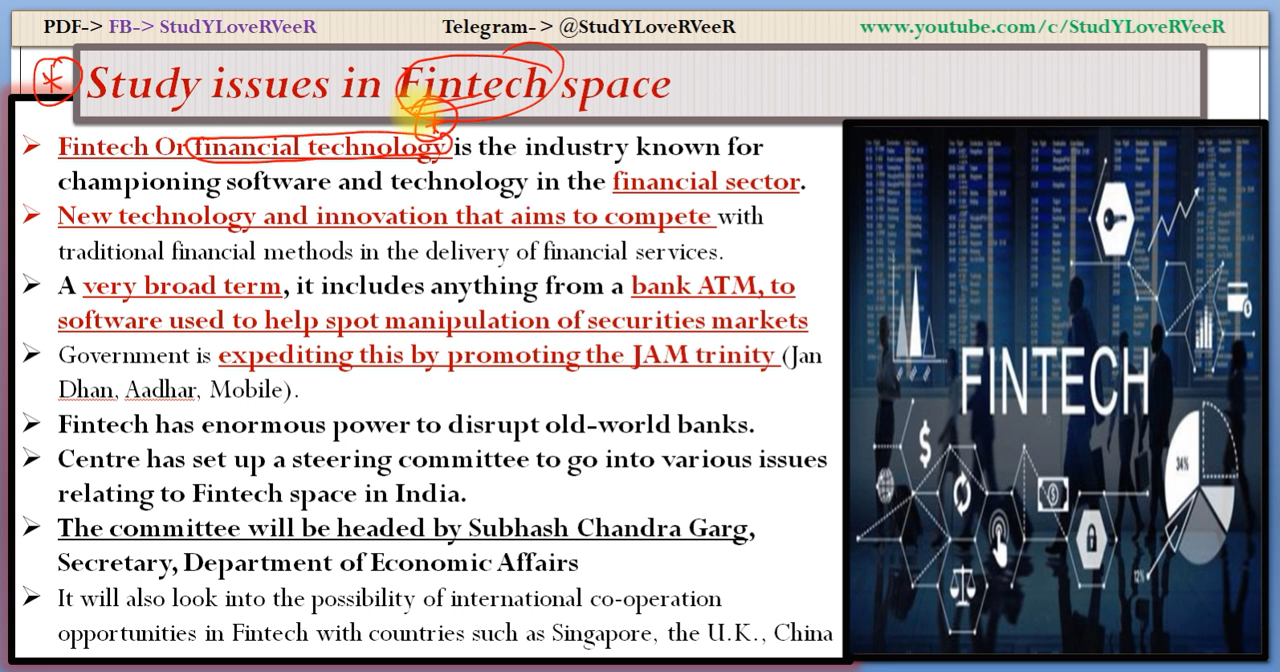 PDF-> FB-> StudYLoveRVeeR
Telegram-> @StudYLoveRVeeR
www.youtube.com/c/StudYLoveRVeeR
Study issues in Fintech space
Fintech Or financial technology is the industry known for
championing software and technology in the financial sector.
New technology and innovation that aims to compete with
traditional financial methods in the delivery of financial services.
A very broad term, it includes anything from a bank ATM, to
software used to help spot manipulation of securities markets
Government is expediting this by promoting the JAM trinity (Jan
Dhan, Aadhar, Mobile).
Fintech has enormous power to disrupt old-world banks.
Centre has set up a steering committee to go into various issues
relating to Fintech space in India.
The committee will be headed by Subhash Chandra Garg,
Secretary, Department of Economic Affairs
It will also look into the possibility of international co-operation
opportunities in Fintech with countries such as Singapore, the U.K., China
FINTECH
$
34%
12%